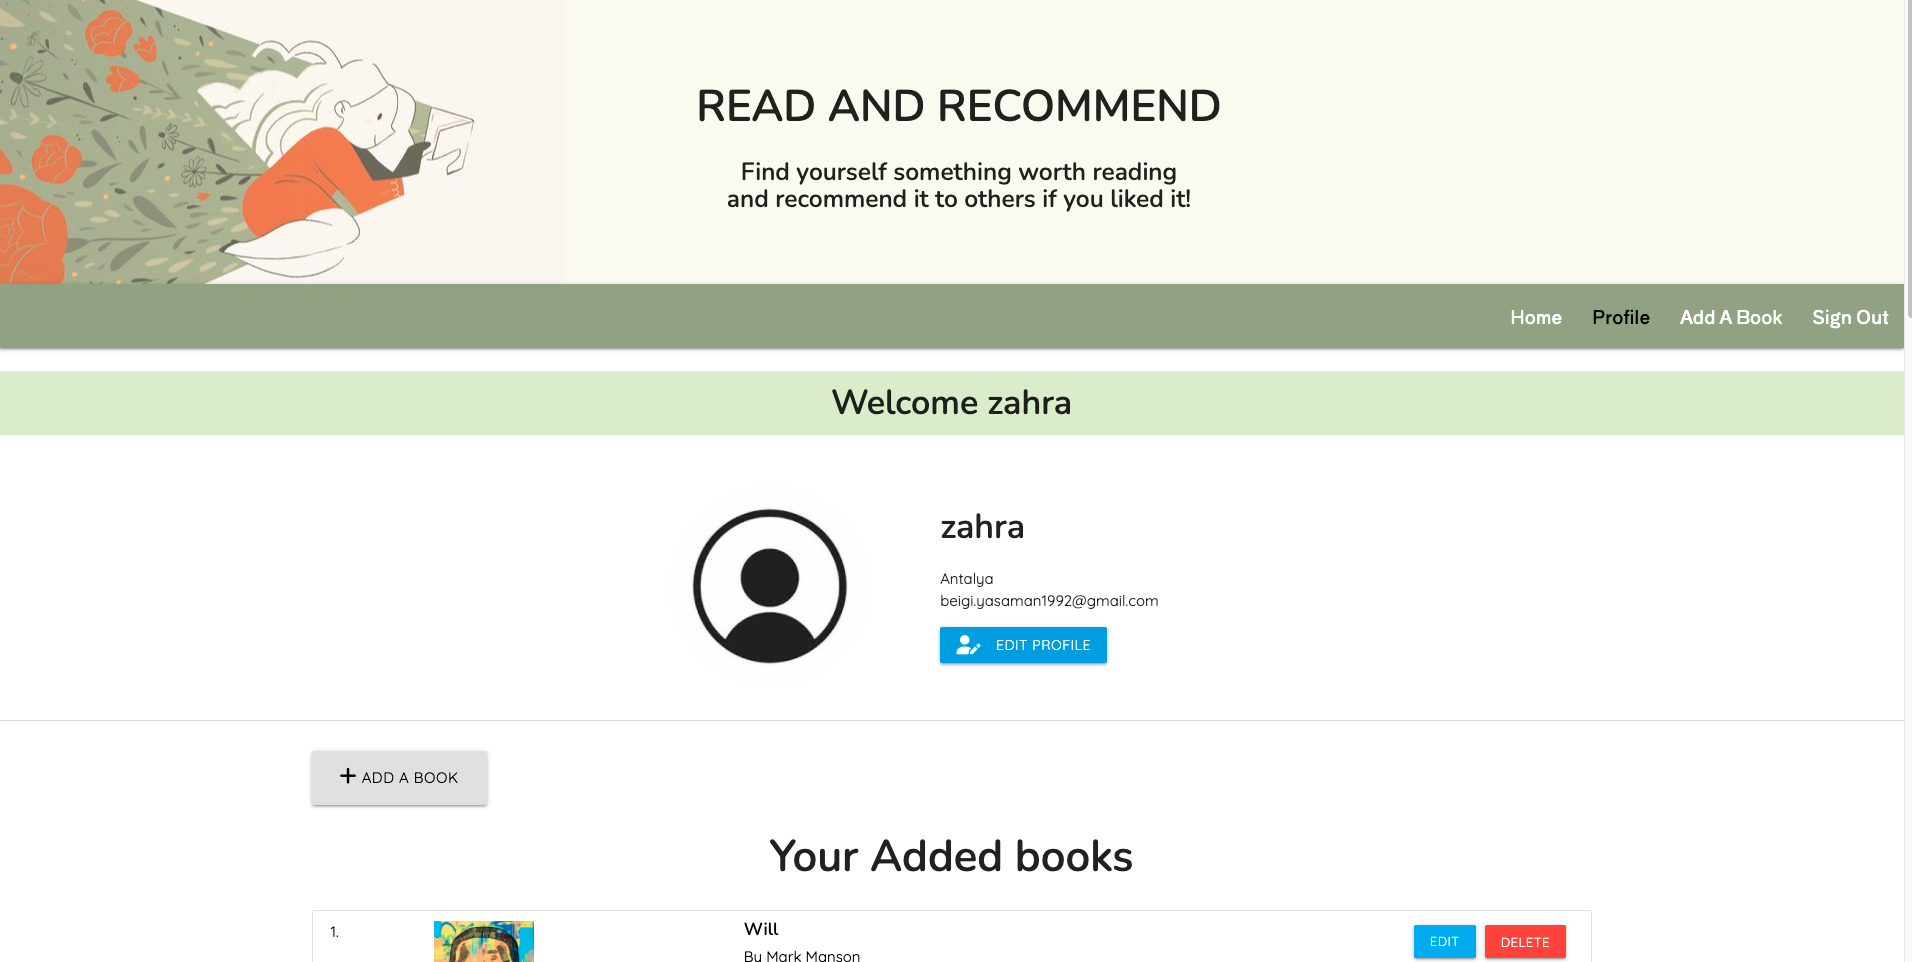 READ AND RECOMMEND
Find yourself something worth reading
and recommend it to others if you liked it!
Home Profile Add A Book Sign Out
Welcome zahra
zahra
Antalya
beigi.yasaman1992@gmail.com
EDIT PROFILE
ADD A BOOK
Your Added books
1.
Will
EDIT DELETE
By Mark Manson